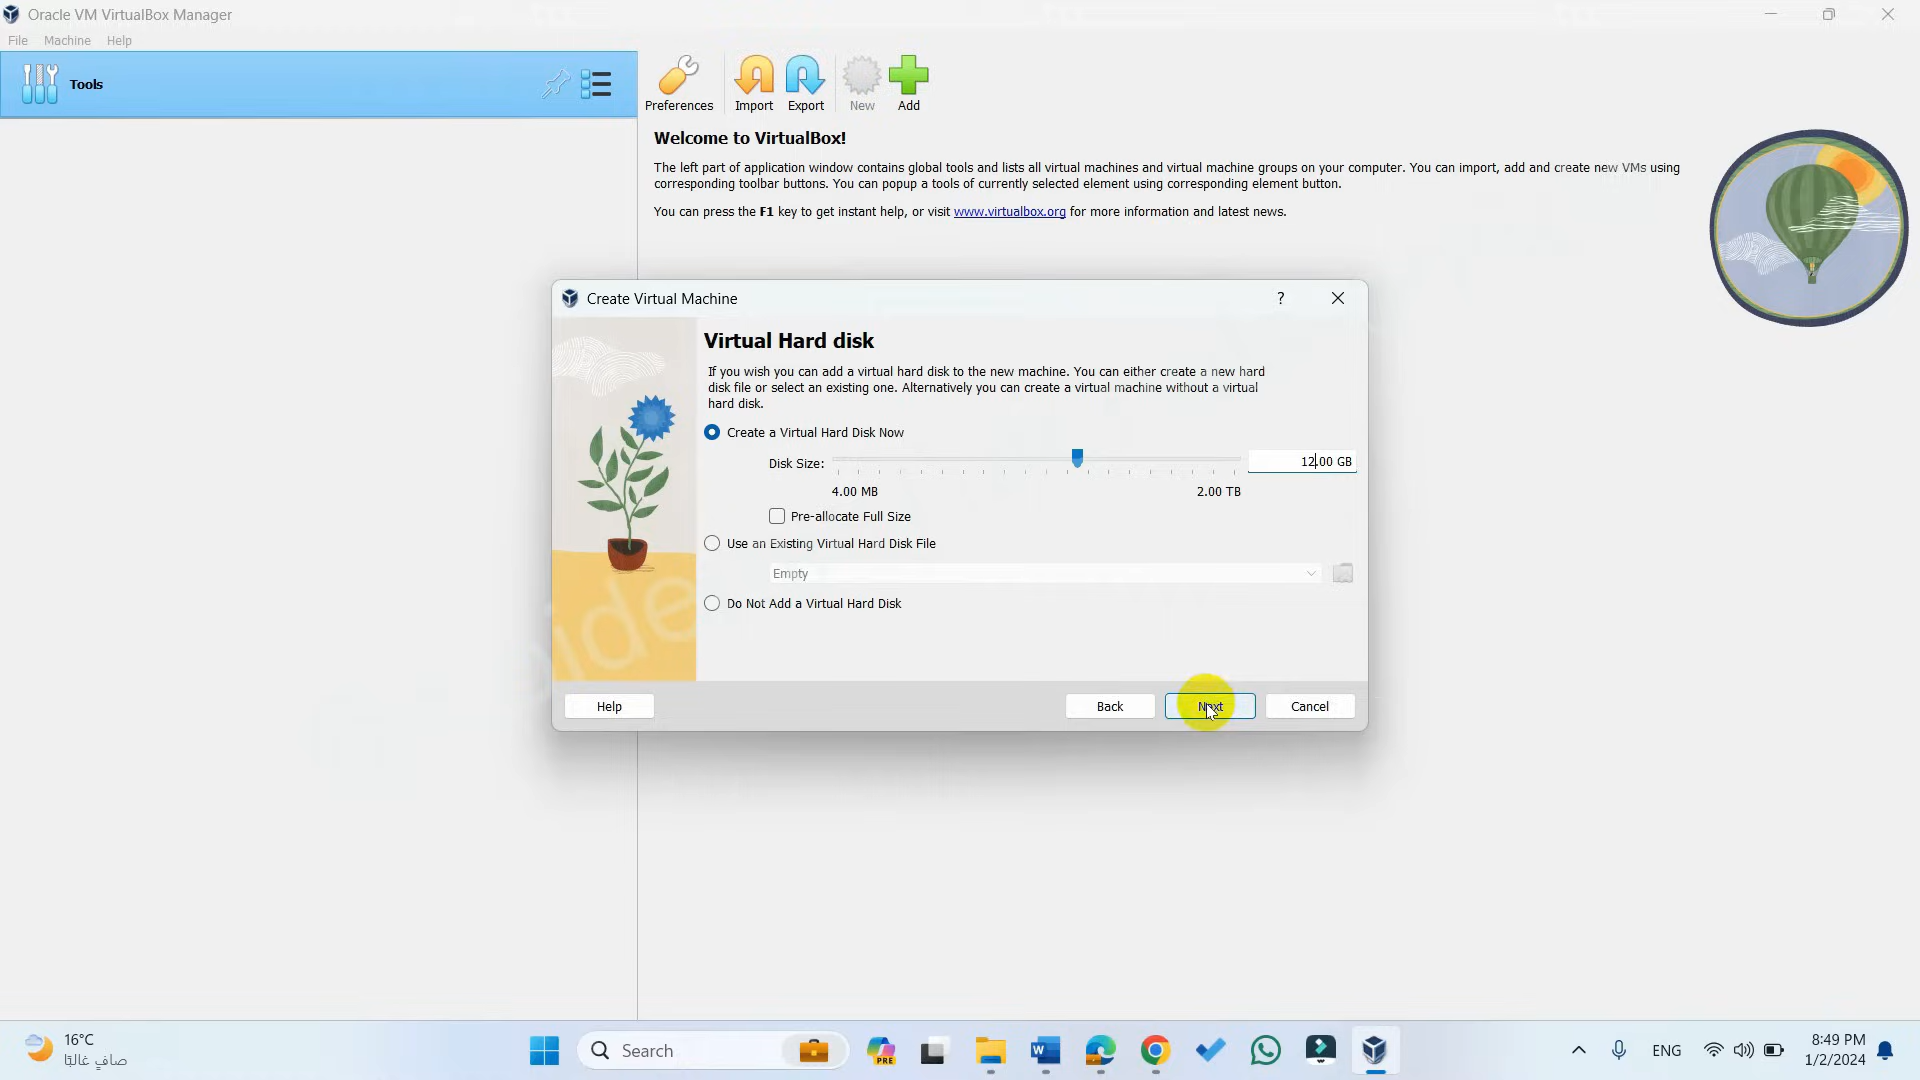 Oracle VM VirtualBox Manager
File Machine Help
Tools
Preferences Import Export New Add
Welcome to VirtualBox!
The left part of application window contains global tools and lists all virtual machines and virtual machine groups on your computer. You can import, add and create new VMs using
corresponding toolbar buttons. You can popup a tools of currently selected element using corresponding element button.
You can press the F1 key to get instant help, or visit www.virtualbox.org for more information and latest news.
Create Virtual Machine
?
Virtual Hard disk
If you wish you can add a virtual hard disk to the new machine. You can either create a new hard
disk file or select an existing one. Alternatively you can create a virtual machine without a virtual
hard disk.
Create a Virtual Hard Disk Now
Disk Size: 12.00 GB
4.00 MB 2.00 TB
Pre-allocate Full Size
Use an Existing Virtual Hard Disk File
Empty
Do Not Add a Virtual Hard Disk
Help Back Next Cancel
16°C
صافٍ غالبًا
Search
PRE
ENG
8:49 PM
1/2/2024